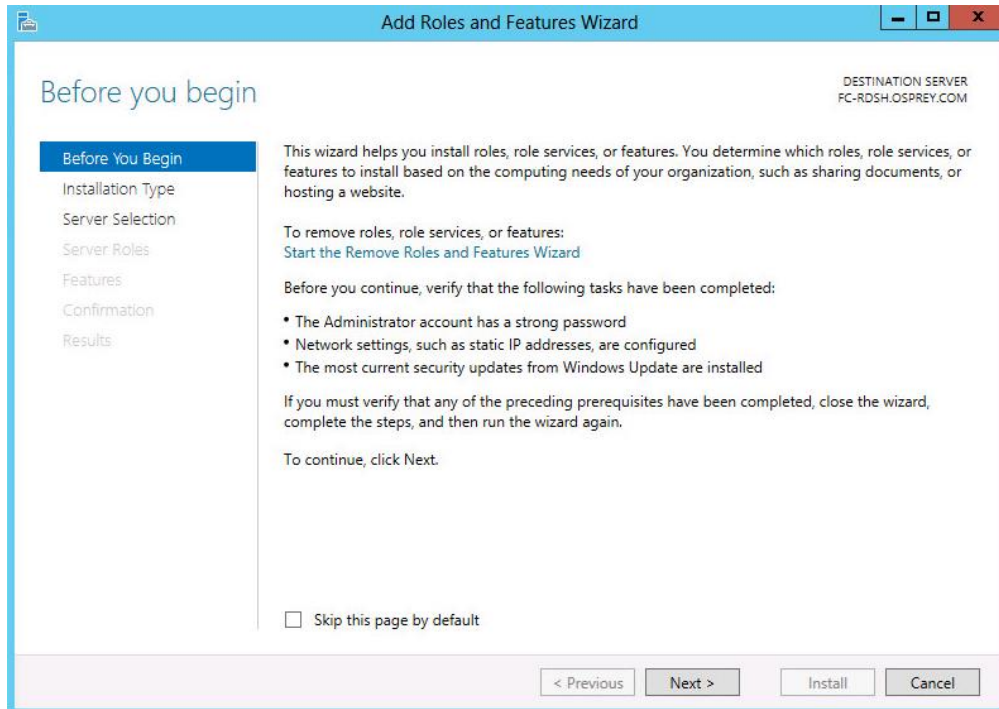 Add Roles and Features Wizard
Before you begin
DESTINATION SERVER
FC-RDSH.OSPREY.COM
Before You Begin
Installation Type
Server Selection
Server Roles
Features
Confirmation
Results
This wizard helps you install roles, role services, or features. You determine which roles, role services, or
features to install based on the computing needs of your organization, such as sharing documents, or
hosting a website.
To remove roles, role services, or features:
Start the Remove Roles and Features Wizard
Before you continue, verify that the following tasks have been completed:
• The Administrator account has a strong password
• Network settings, such as static IP addresses, are configured
• The most current security updates from Windows Update are installed
If you must verify that any of the preceding prerequisites have been completed, close the wizard,
complete the steps, and then run the wizard again.
To continue, click Next.
Skip this page by default
< Previous
Next >
Install
Cancel